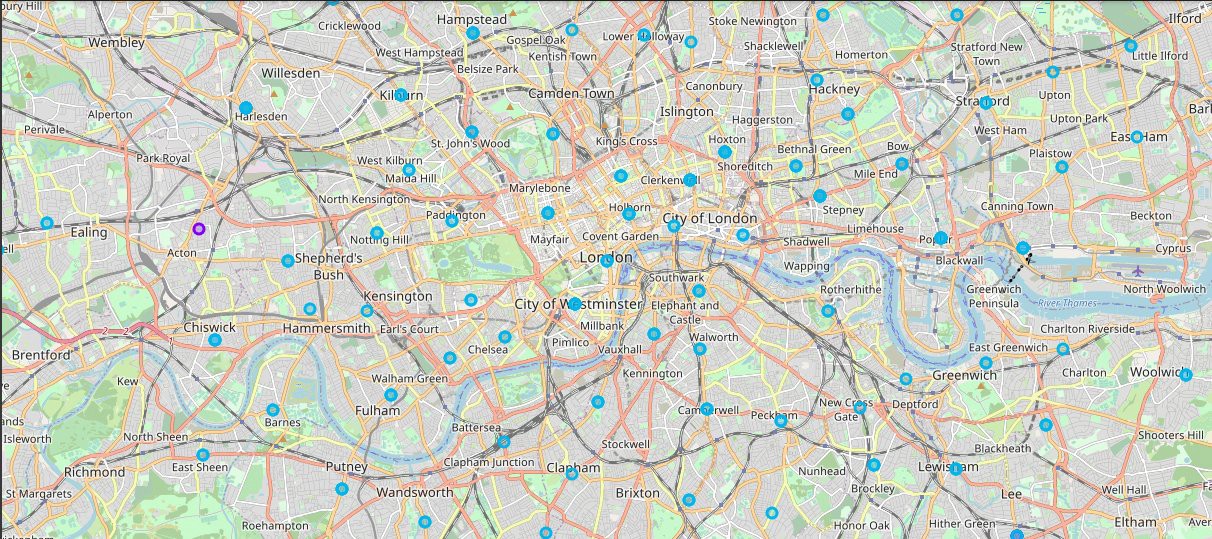 Cricklewood
Hampstead
Stoke Newington
Ilford
Wembley
West Hampstead
Gospel Oak
Lower Holloway
Shacklewell
Homerton
Stratford New
Town
Little Ilford
Kentish Town
Willesden
Belsize Park
Kilburn
Camden Town
Canonbury
Hackney
Stratford
Upton
Alperton
Harlesden
Islington
Haggerston
Upton Park
Perivale
St. John's Wood
King's Cross
Hoxton
Bethnal Green
Bow
West Ham
East Ham
Park Royal
West Kilburn
Maida Hill
Clerkenwell
Shoreditch
Mile End
Plaistow
North Kensington
Marylebone
Paddington
Holborn
City of London
Stepney
Canning Town
Beckton
Ealing
Acton
Notting Hill
Mayfair
Covent Garden
Shadwell
Limehouse
Poplar
Cyprus
Shepherd's
Bush
London
Wapping
Blackwall
Southwark
Rotherhithe
Greenwich
Peninsula
North Woolwich
River Thames
Kensington
City of Westminster
Elephant and
Castle
Chiswick
Hammersmith
Earl's Court
Millbank
Charlton Riverside
2
2
Brentford
Chelsea
Pimlico
Vauxhall
Walworth
East Greenwich
Kew
Walham Green
Kennington
Greenwich
Charlton
Woolwich
Fulham
Camberwell
Peckham
New Cross
Gate
Deptford
Barnes
Battersea
Isleworth
North Sheen
Stockwell
Blackheath
Shooters Hill
Richmond
East Sheen
Putney
Clapham Junction
Clapham
Nunhead
Lewisham
St Margarets
Wandsworth
Brixton
Brockley
Lee
Well Hall
Roehampton
Honor Oak
Hither Green
Eltham